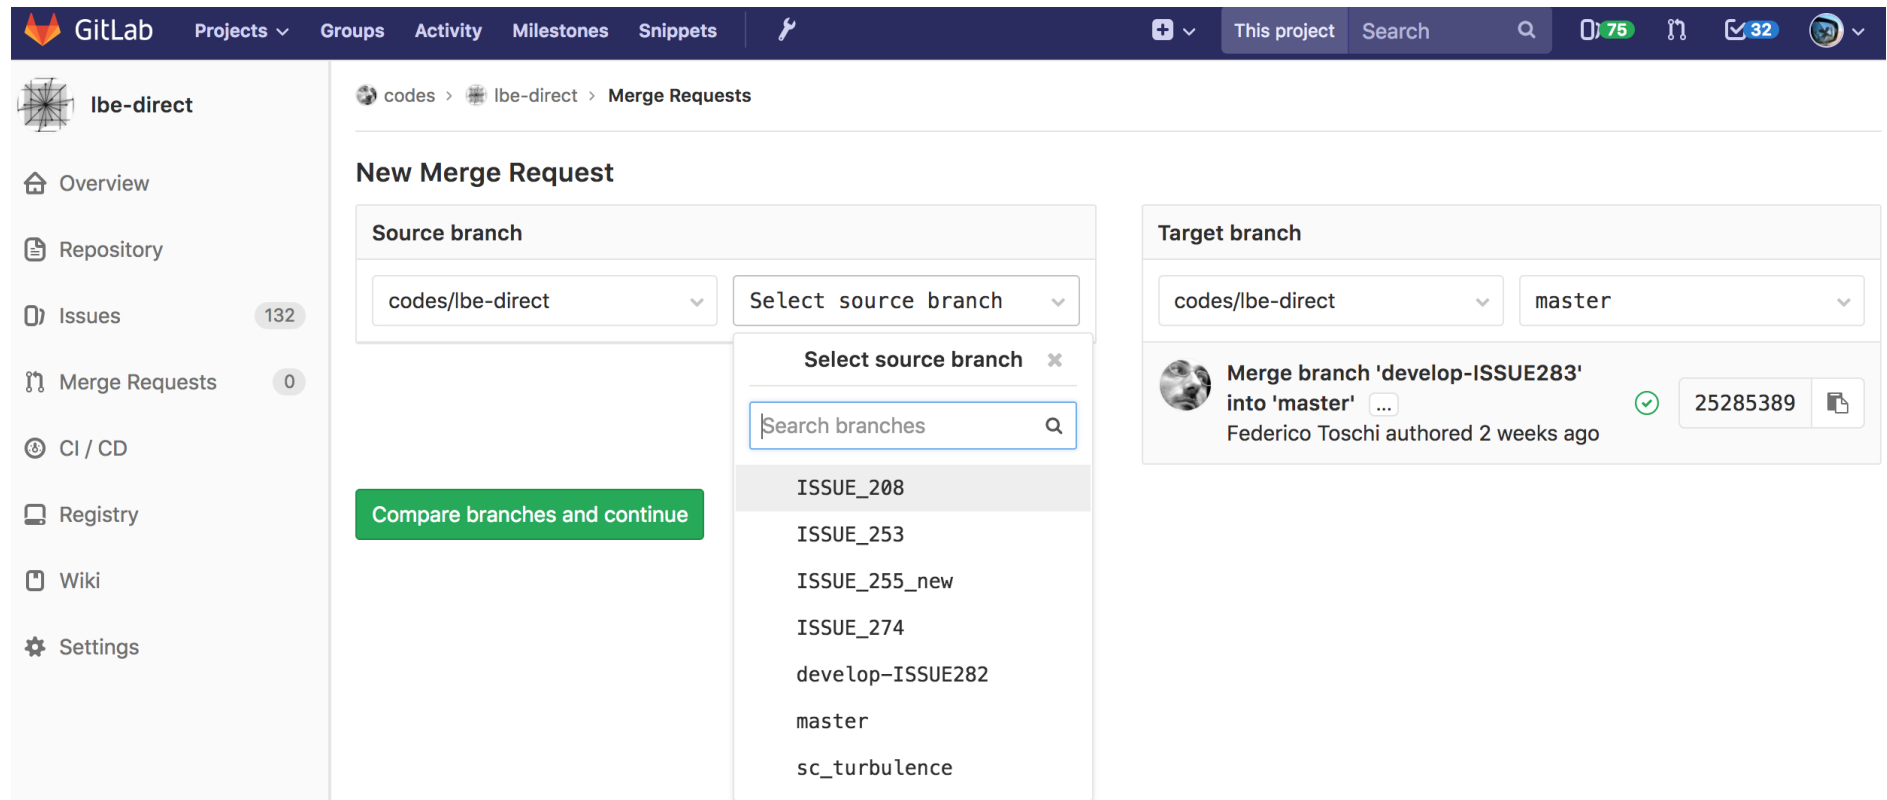 GitLab Projects Groups Activity Milestones Snippets This project Search 75 32
lbe-direct
Overview
Repository
Issues 132
Merge Requests 0
CI / CD
Registry
Wiki
Settings
codes › lbe-direct › Merge Requests
New Merge Request
Source branch
codes/lbe-direct Select source branch
Select source branch
Search branches
ISSUE_208
ISSUE_253
ISSUE_255_new
ISSUE_274
develop-ISSUE282
master
sc_turbulence
Compare branches and continue
Target branch
codes/lbe-direct master
Merge branch 'develop-ISSUE283'
into 'master' ...
Federico Toschi authored 2 weeks ago
25285389